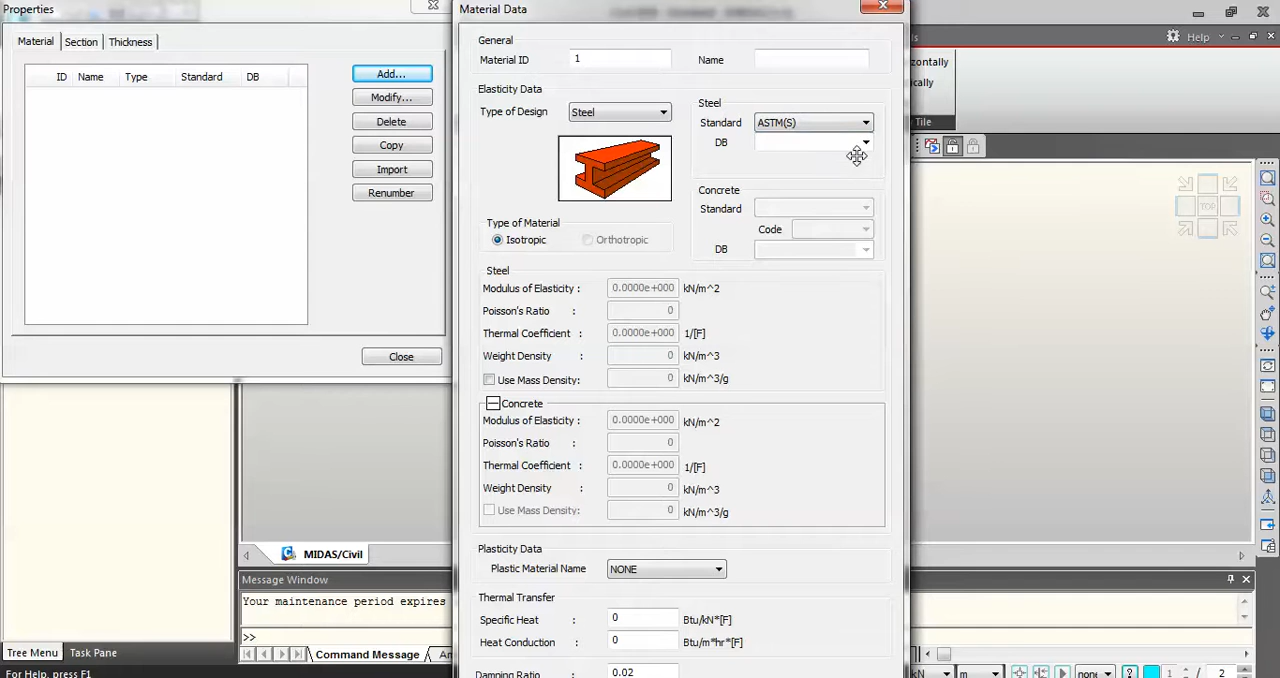 Properties
Material Section Thickness
ID Name Type Standard DB
Add...
Modify...
Delete
Copy
Import
Renumber
Close
Material Data
General
Material ID 1 Name
Elasticity Data
Type of Design Steel
Steel
Standard ASTM(S)
DB
Concrete
Standard
Code
DB
Type of Material
Isotropic Orthotropic
Steel
Modulus of Elasticity : 0.0000e+000 kN/m^2
Poisson's Ratio : 0
Thermal Coefficient : 0.0000e+000 1/[F]
Weight Density : 0 kN/m^3
Use Mass Density: 0 kN/m^3/g
Concrete
Modulus of Elasticity : 0.0000e+000 kN/m^2
Poisson's Ratio : 0
Thermal Coefficient : 0.0000e+000 1/[F]
Weight Density : 0 kN/m^3
Use Mass Density: 0 kN/m^3/g
Plasticity Data
Plastic Material Name NONE
Thermal Transfer
Specific Heat : 0 Btu/kN*[F]
Heat Conduction : 0 Btu/m*hr*[F]
Damping Ratio 0.02
Help
Tile
TOP
MIDAS/Civil
Message Window
Your maintenance period expires
>>
Tree Menu Task Pane
Command Message
For Help, press F1
kN m none 1 / 2